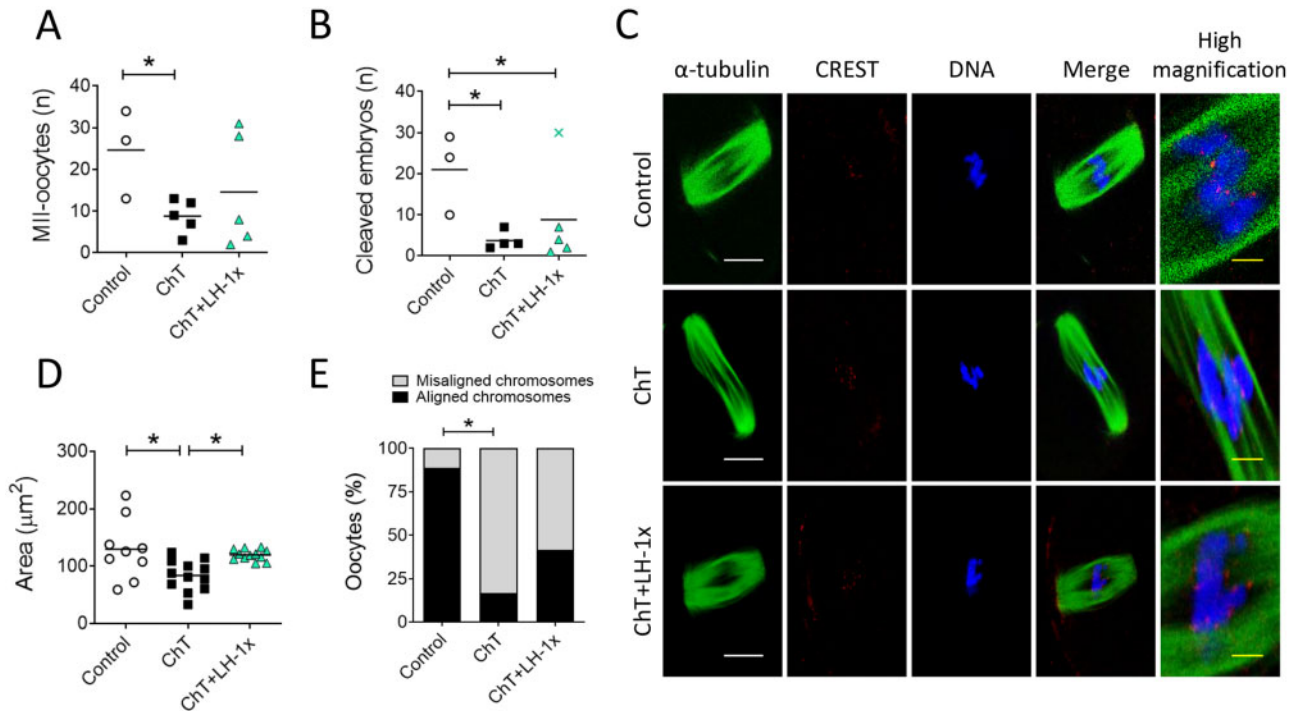 A
MII-oocytes (n)
40
30
20
10
0
*
Control
ChT
ChT+LH-1x
B
Cleaved embryos (n)
40
30
20
10
0
*
*
Control
ChT
ChT+LH-1x
C
α-tubulin
CREST
DNA
Merge
High
magnification
Control
ChT
ChT+LH-1x
D
Area (μm²)
300
200
100
0
*
*
Control
ChT
ChT+LH-1x
E
Misaligned chromosomes
Aligned chromosomes
Oocytes (%)
100
75
50
25
0
*
Control
ChT
ChT+LH-1x